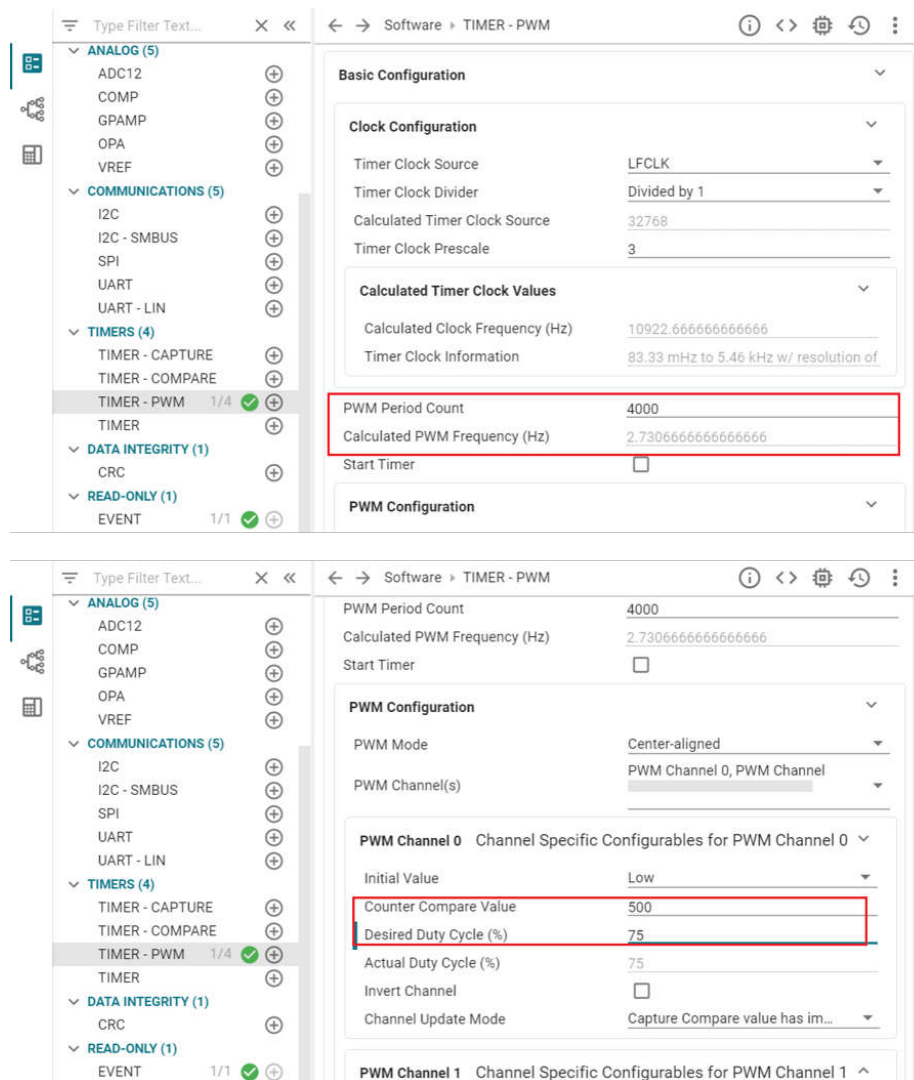 Type Filter Text...
Software TIMER - PWM
ANALOG (5)
ADC12
COMP
GPAMP
OPA
VREF
COMMUNICATIONS (5)
I2C
I2C - SMBUS
SPI
UART
UART - LIN
TIMERS (4)
TIMER - CAPTURE
TIMER - COMPARE
TIMER - PWM 1/4
TIMER
DATA INTEGRITY (1)
CRC
READ-ONLY (1)
EVENT 1/1
Basic Configuration
Clock Configuration
Timer Clock Source LFCLK
Timer Clock Divider Divided by 1
Calculated Timer Clock Source 32768
Timer Clock Prescale 3
Calculated Timer Clock Values
Calculated Clock Frequency (Hz) 10922.666666666666
Timer Clock Information 83.33 mHz to 5.46 kHz w/ resolution of
PWM Period Count 4000
Calculated PWM Frequency (Hz) 2.7306666666666666
Start Timer
PWM Configuration
Type Filter Text...
Software TIMER - PWM
ANALOG (5)
ADC12
COMP
GPAMP
OPA
VREF
COMMUNICATIONS (5)
I2C
I2C - SMBUS
SPI
UART
UART - LIN
TIMERS (4)
TIMER - CAPTURE
TIMER - COMPARE
TIMER - PWM 1/4
TIMER
DATA INTEGRITY (1)
CRC
READ-ONLY (1)
EVENT 1/1
PWM Period Count 4000
Calculated PWM Frequency (Hz) 2.7306666666666666
Start Timer
PWM Configuration
PWM Mode Center-aligned
PWM Channel(s) PWM Channel 0, PWM Channel
PWM Channel 0 Channel Specific Configurables for PWM Channel 0
Initial Value Low
Counter Compare Value 500
Desired Duty Cycle (%) 75
Actual Duty Cycle (%) 75
Invert Channel
Channel Update Mode Capture Compare value has im...
PWM Channel 1 Channel Specific Configurables for PWM Channel 1